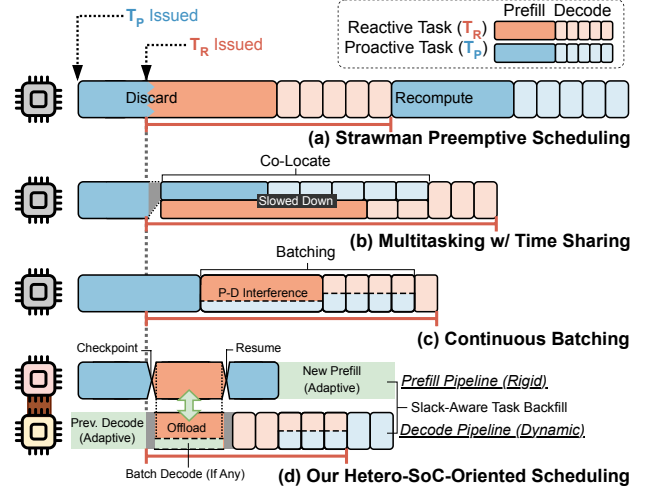 T_P Issued
T_R Issued
Prefill Decode
Reactive Task (T_R)
Proactive Task (T_P)
Discard
Recompute
(a) Strawman Preemptive Scheduling
Co-Locate
Slowed Down
(b) Multitasking w/ Time Sharing
Batching
P-D Interference
(c) Continuous Batching
Checkpoint
Resume
New Prefill
(Adaptive)
Prefill Pipeline (Rigid)
Slack-Aware Task Backfill
Prev. Decode
(Adaptive)
Offload
Decode Pipeline (Dynamic)
Batch Decode (If Any)
(d) Our Hetero-SoC-Oriented Scheduling